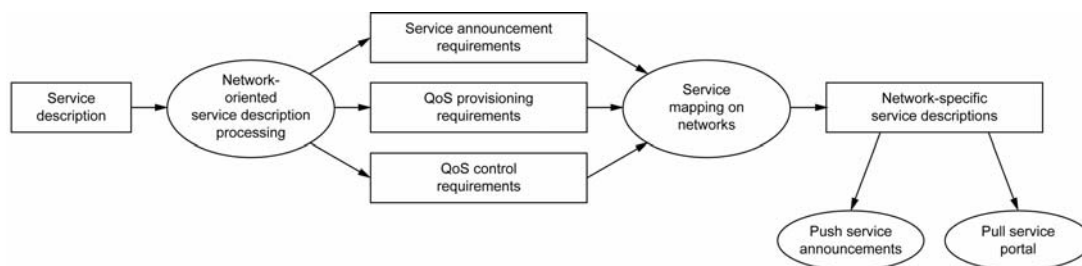 Service
description
Network-
oriented
service description
processing
Service announcement
requirements
QoS provisioning
requirements
QoS control
requirements
Service
mapping on
networks
Network-specific
service descriptions
Push service
announcements
Pull service
portal